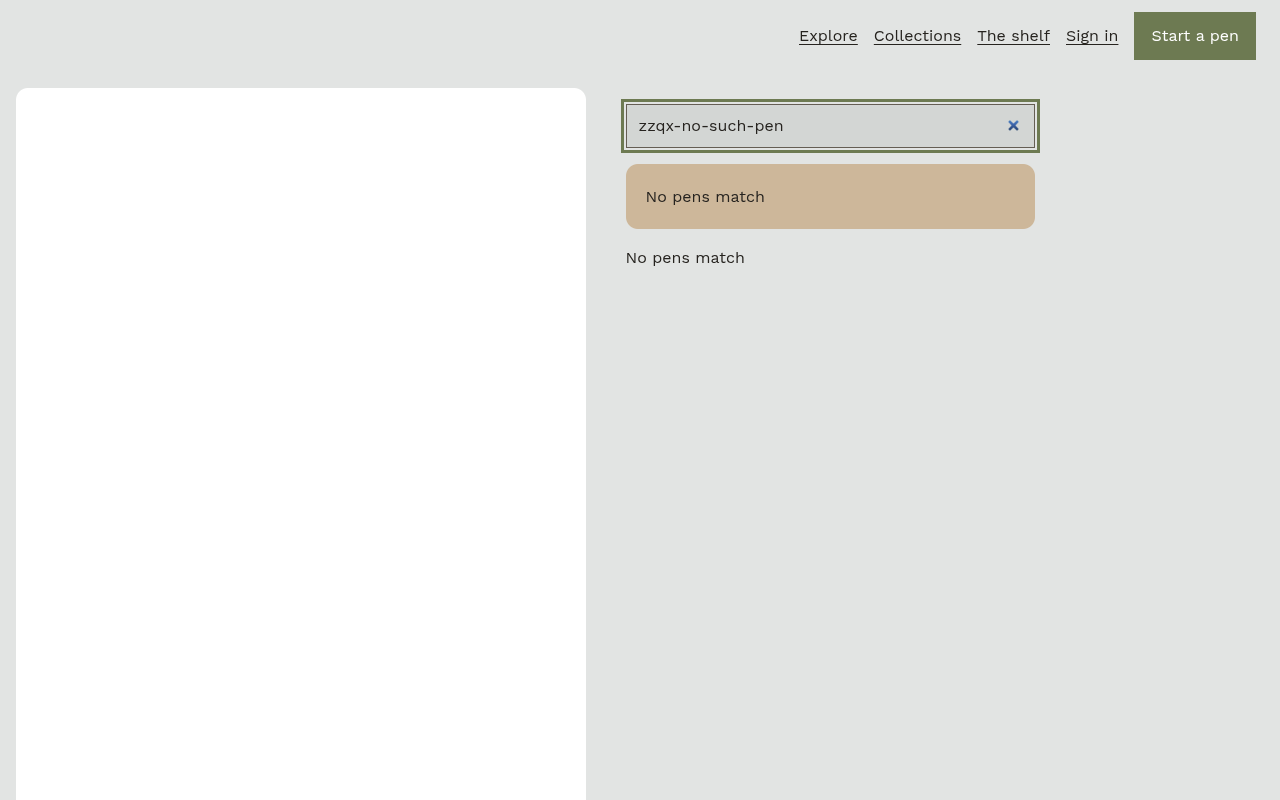 Explore Collections The shelf Sign in Start a pen
zzqx-no-such-pen
No pens match
No pens match